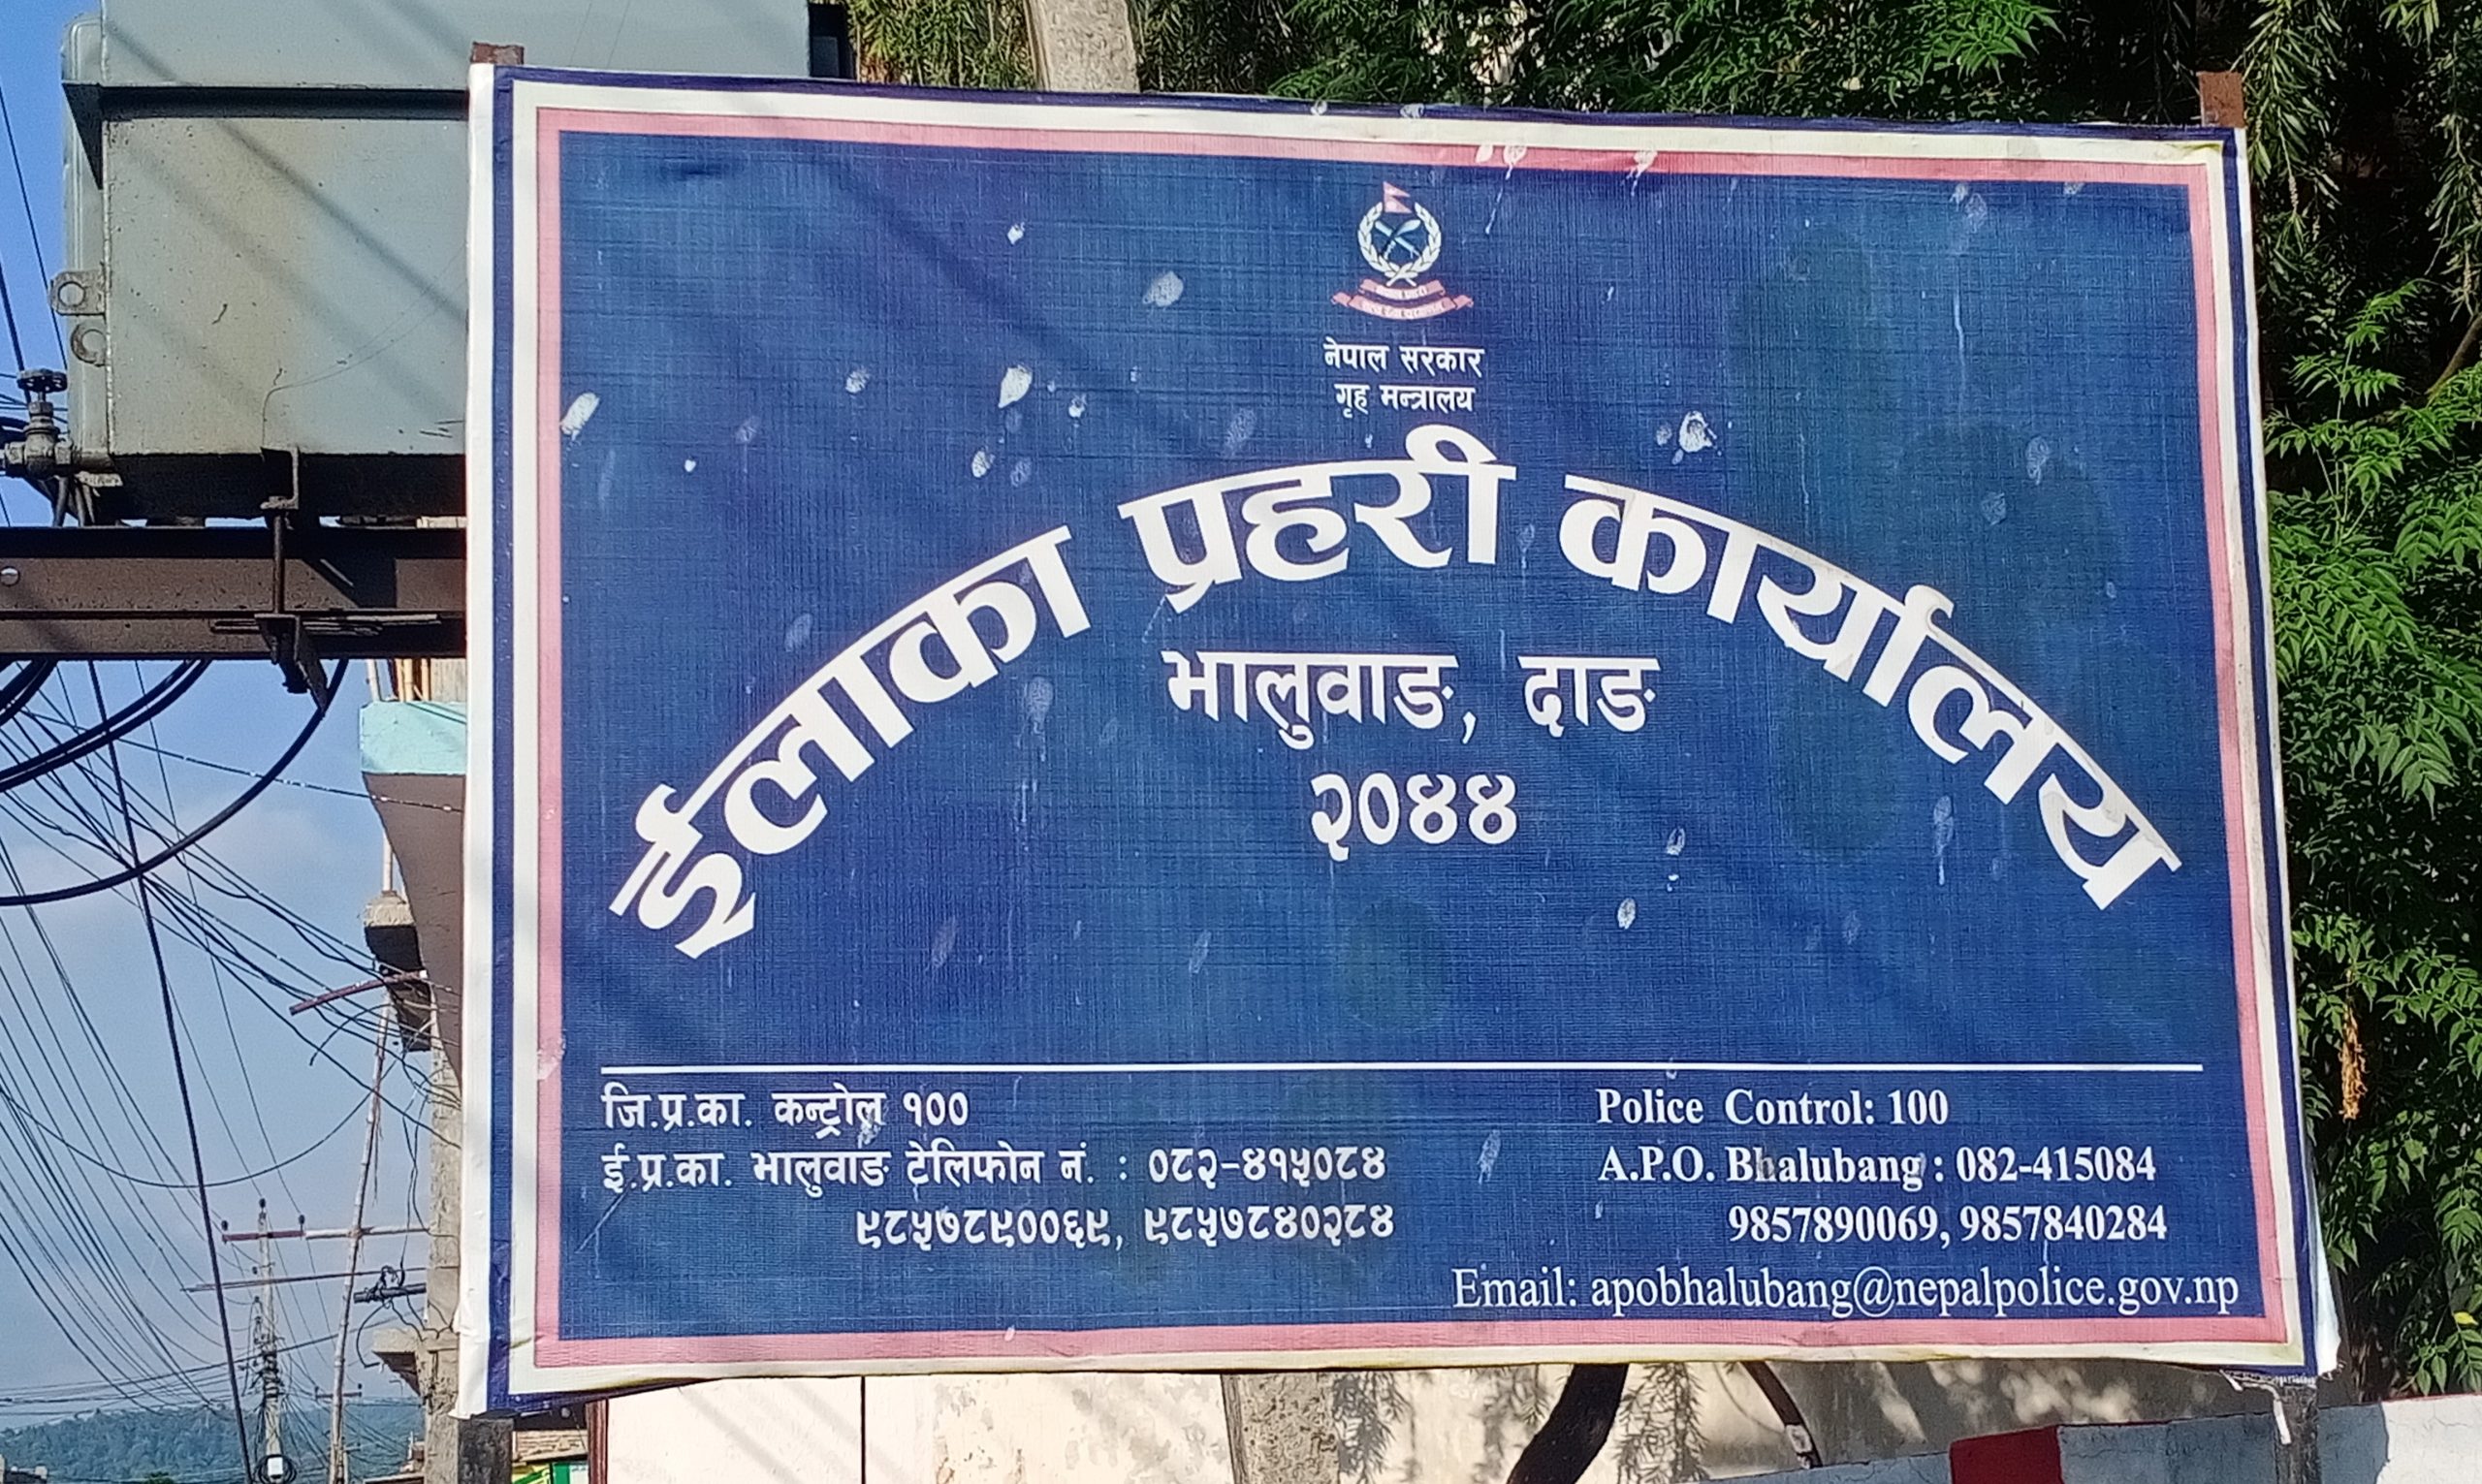 नेपाल सरकार
गृह मन्त्रालय
ईलाका प्रहरी कार्यालय
भालुवाङ, दाङ
२०४४
जि.प्र.का. कन्ट्रोल १००
ई.प्र.का. भालुवाङ टेलिफोन नं. : ०८२-४१५०८४
९८५७८९००६९, ९८५७८४०२८४
Police Control: 100
A.P.O. Bhalubang : 082-415084
9857890069, 9857840284
Email: apobhalubang@nepalpolice.gov.np